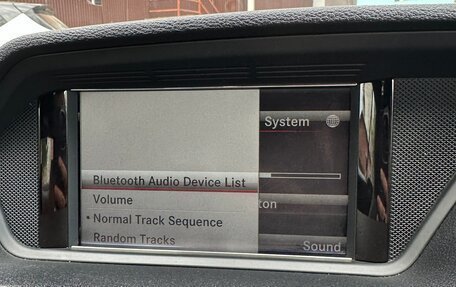 System
Bluetooth Audio Device List
Volume
• Normal Track Sequence
Random Tracks
Sound